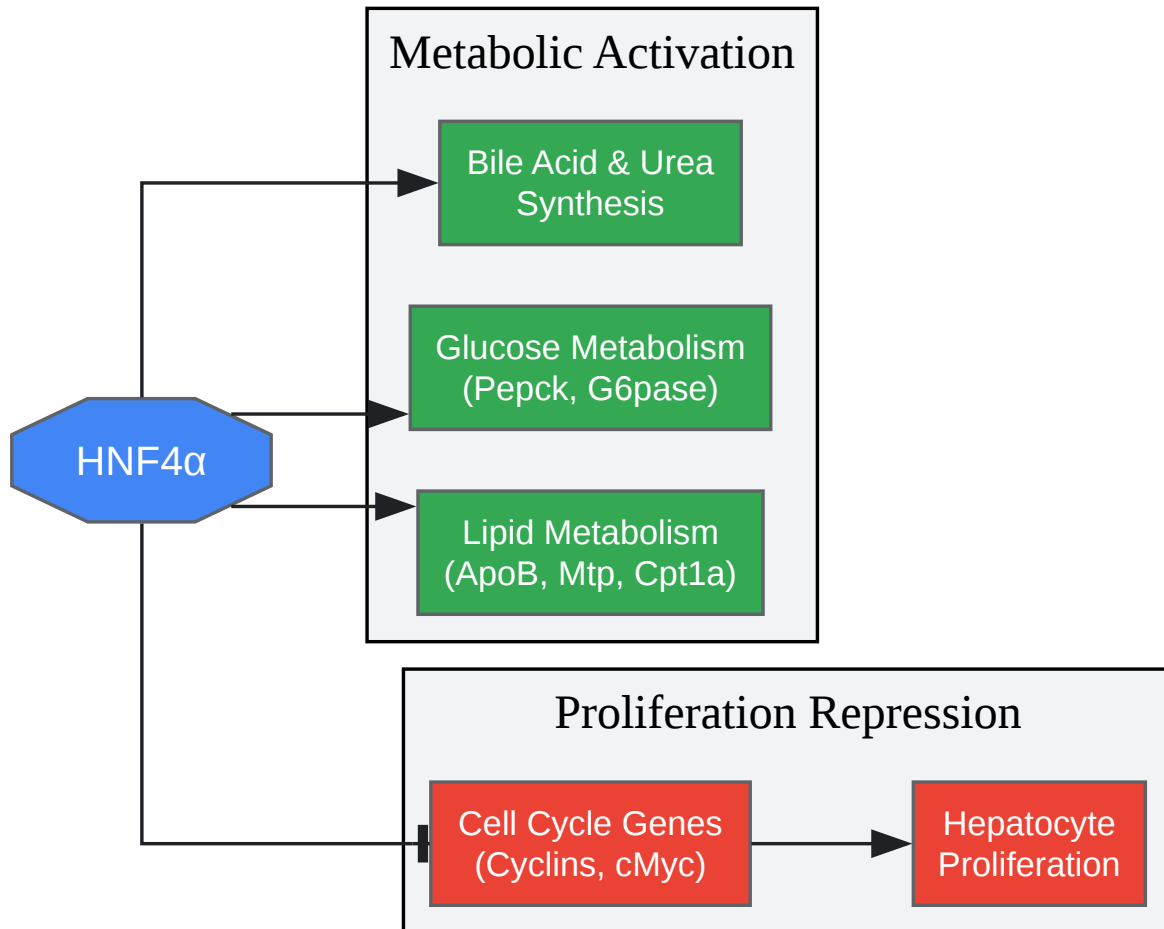 Metabolic Activation
Bile Acid & Urea
Synthesis
Glucose Metabolism
(Pepck, G6pase)
HNF4α
Lipid Metabolism
(ApoB, Mtp, Cpt1a)
Proliferation Repression
Cell Cycle Genes
(Cyclins, cMyc)
Hepatocyte
Proliferation